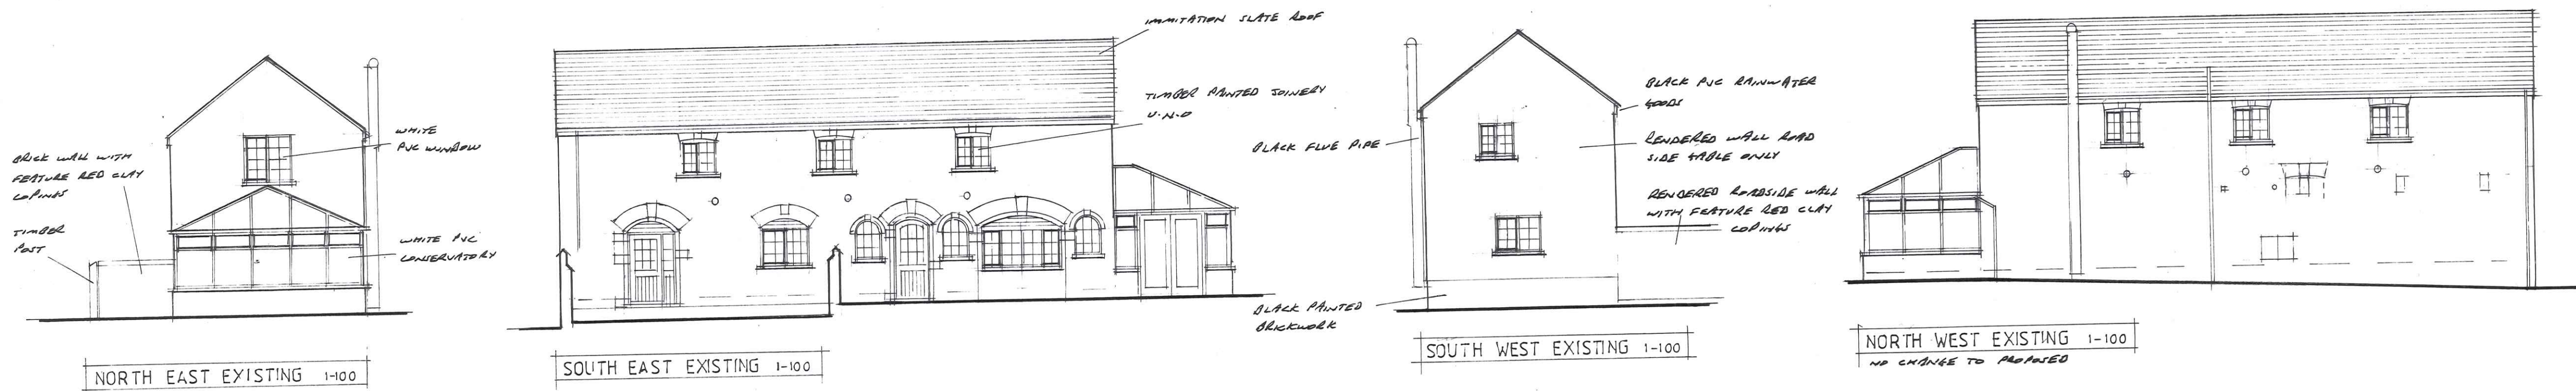 BRICK WALL WITH
FEATURE RED CLAY
COPINGS
TIMBER
POST
WHITE
PVC WINDOW
WHITE PVC
CONSERVATORY
NORTH EAST EXISTING 1-100
IMMITATION SLATE ROOF
TIMBER PAINTED JOINERY
U.N.O
SOUTH EAST EXISTING 1-100
BLACK FLUE PIPE
BLACK PAINTED
BRICKWORK
BLACK PVC RAINWATER
GOODS
RENDERED WALL ROAD
SIDE GABLE ONLY
RENDERED ROADSIDE WALL
WITH FEATURE RED CLAY
COPINGS
SOUTH WEST EXISTING 1-100
NORTH WEST EXISTING 1-100
NO CHANGE TO PROPOSED